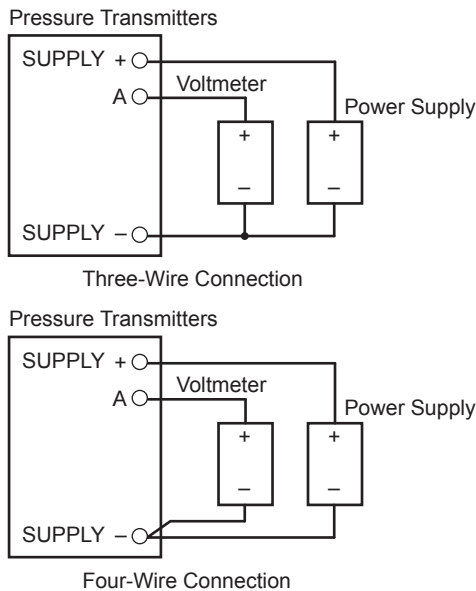 Pressure Transmitters
SUPPLY +
A
Voltmeter
Power Supply
+
+
–
–
SUPPLY –
Three-Wire Connection
Pressure Transmitters
SUPPLY +
A
Voltmeter
Power Supply
+
+
–
–
SUPPLY –
Four-Wire Connection